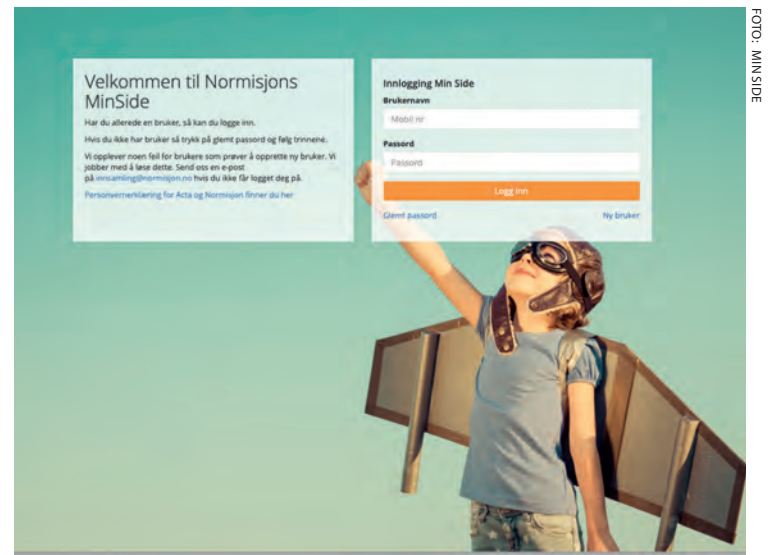 Velkommen til Normisjons
MinSide
Har du allerede en bruker, så kan du logge inn.
Hvis du ikke har bruker så trykk på glemt passord og følg trinnene.
Vi opplever noen feil for brukere som prøver å opprette ny bruker. Vi
jobber med å løse dette. Send oss en e-post
på innsamling@normisjon.no hvis du ikke får logget deg på.
Personvernerklæring for Acta og Normisjon finner du her
Innlogging Min Side
Brukernavn
Mobil nr
Passord
Passord
Logg inn
Glemt passord
Ny bruker
FOTO: MIN SIDE